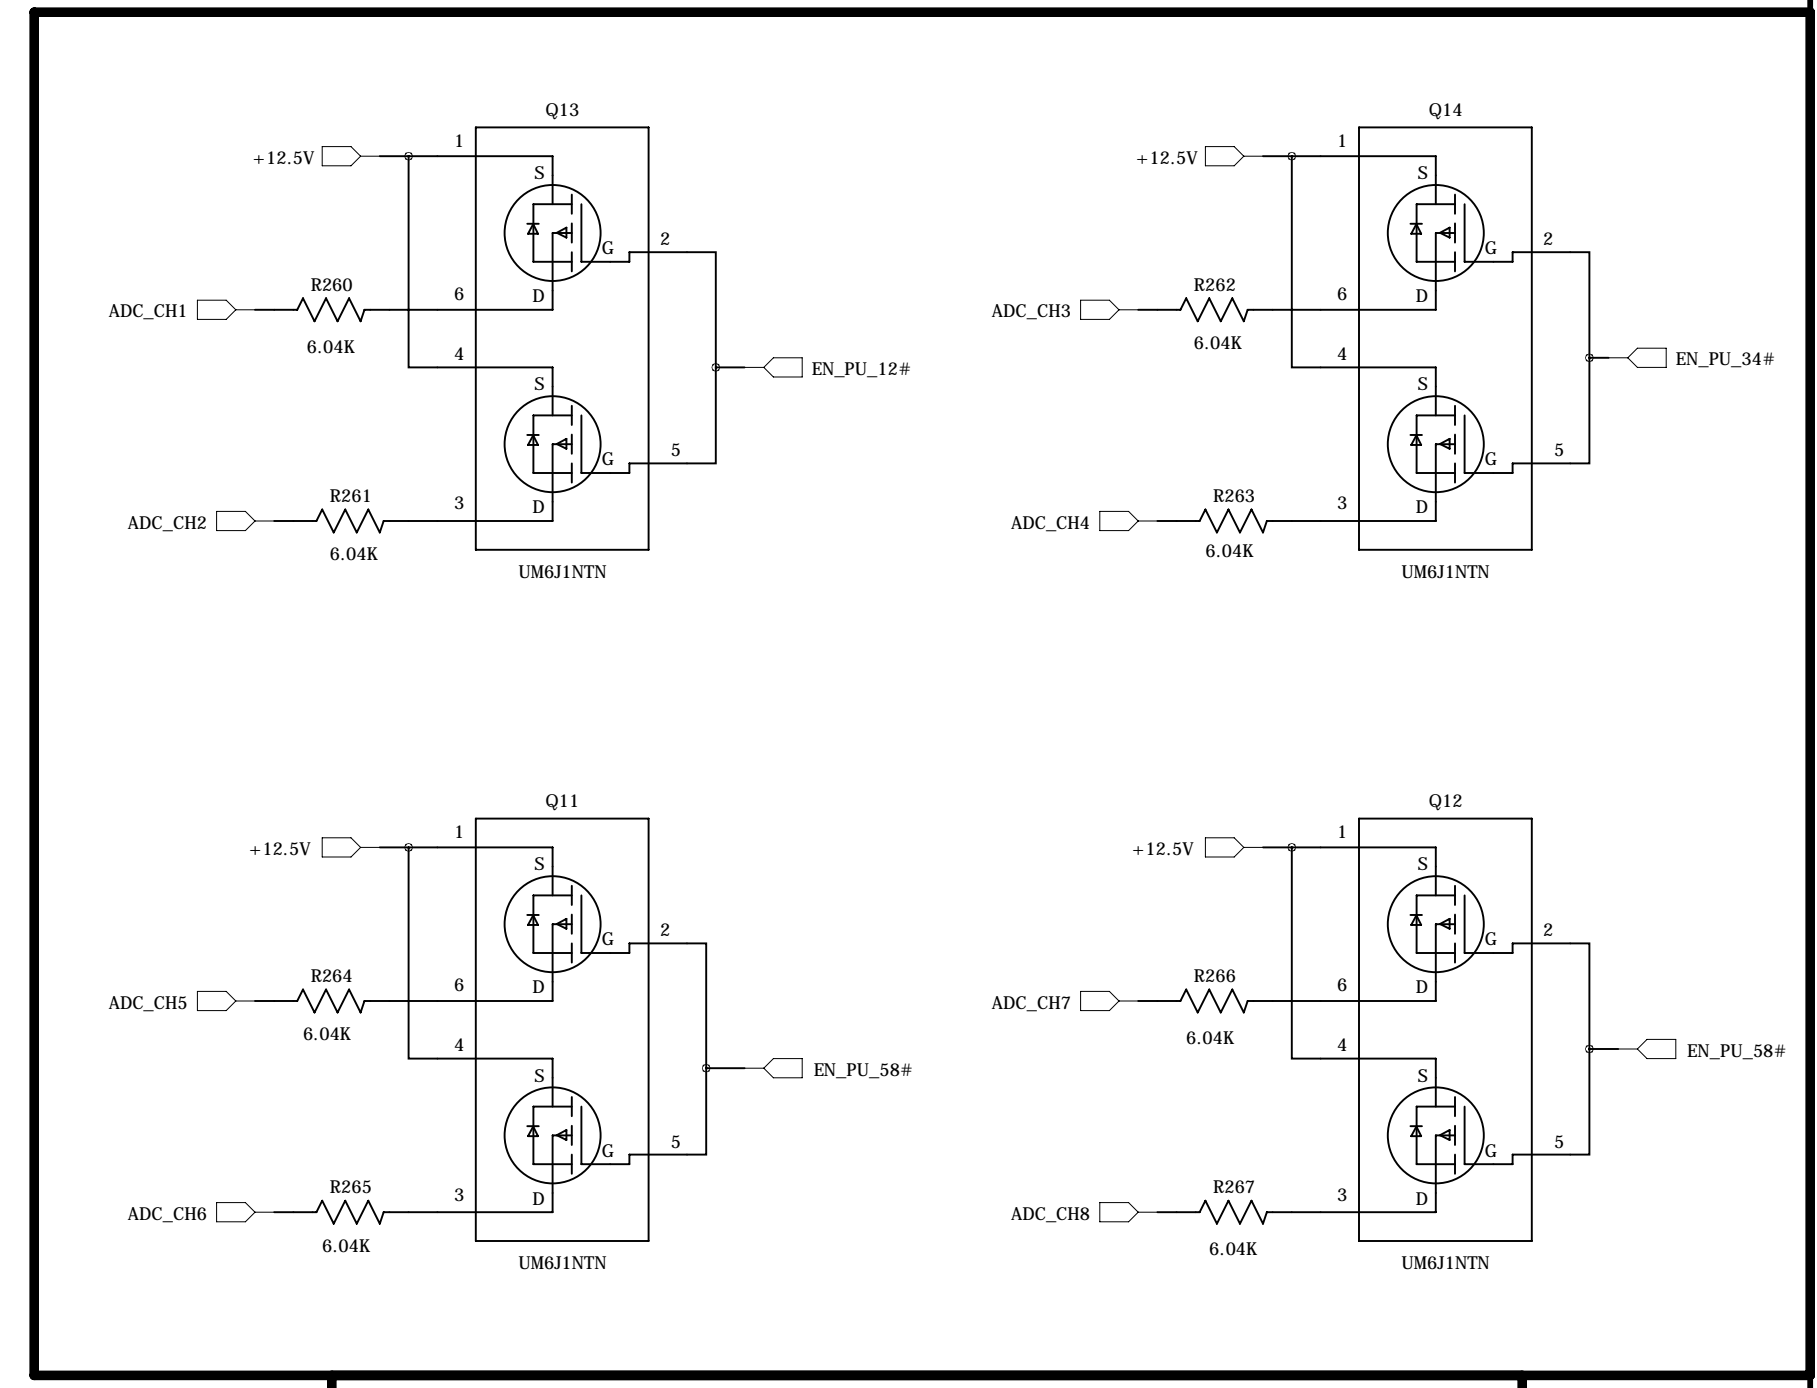 Q13
1
+12.5V
S
G
2
R260
6
D
ADC_CH1
6.04K
4
EN_PU_12#
S
G
5
R261
3
D
ADC_CH2
6.04K
UM6J1NTN
Q14
1
+12.5V
S
G
2
R262
6
D
ADC_CH3
6.04K
4
EN_PU_34#
S
G
5
R263
3
D
ADC_CH4
6.04K
UM6J1NTN
Q11
1
+12.5V
S
G
2
R264
6
D
ADC_CH5
6.04K
4
EN_PU_58#
S
G
5
R265
3
D
ADC_CH6
6.04K
UM6J1NTN
Q12
1
+12.5V
S
G
2
R266
6
D
ADC_CH7
6.04K
4
EN_PU_58#
S
G
5
R267
3
D
ADC_CH8
6.04K
UM6J1NTN